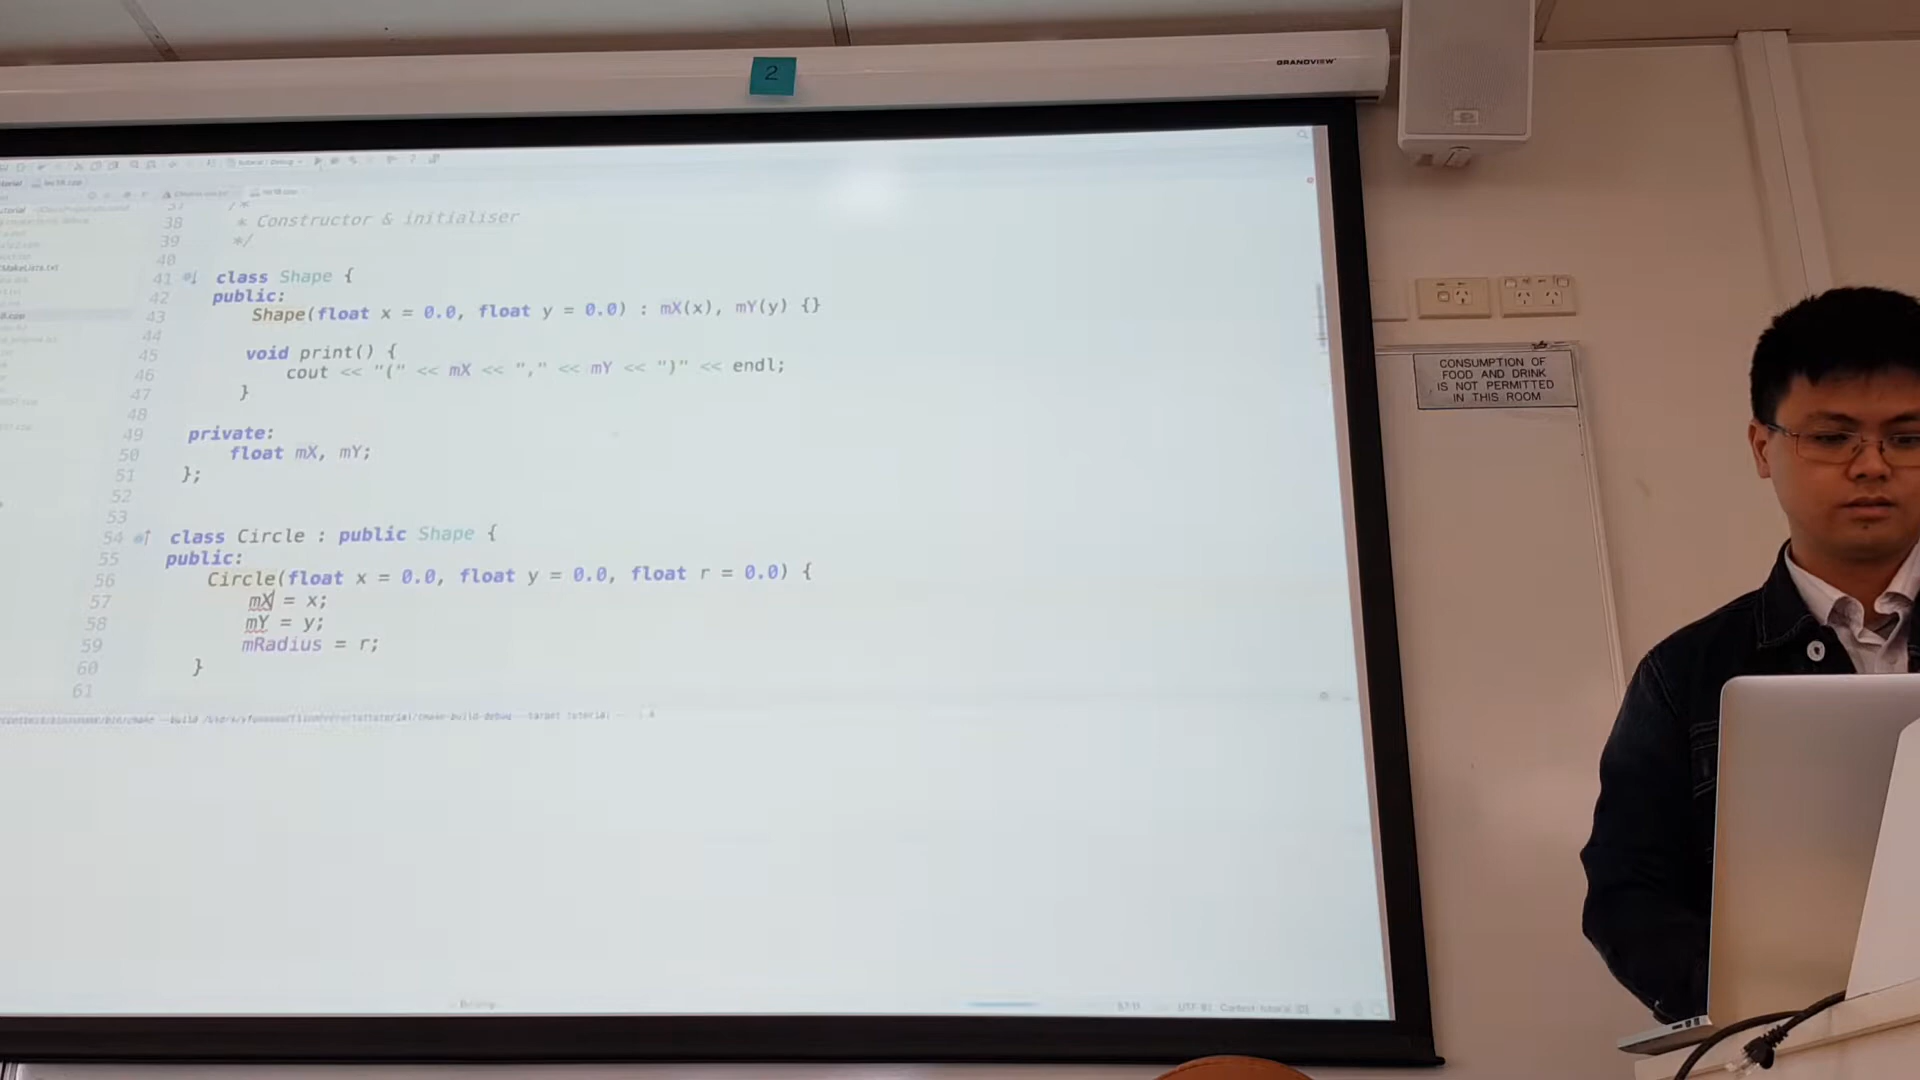 2
GRANDVIEW
CONSUMPTION OF
FOOD AND DRINK
IS NOT PERMITTED
IN THIS ROOM
37 /*
38 * Constructor & initialiser
39 */
40
41 class Shape {
42 public:
43 Shape(float x = 0.0, float y = 0.0) : mX(x), mY(y) {}
44
45 void print() {
46 cout << "(" << mX << "," << mY << ")" << endl;
47 }
48
49 private:
50 float mX, mY;
51 };
52
53
54 class Circle : public Shape {
55 public:
56 Circle(float x = 0.0, float y = 0.0, float r = 0.0) {
57 mX = x;
58 mY = y;
59 mRadius = r;
60 }
61